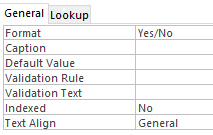 General Lookup
Format Yes/No
Caption
Default Value
Validation Rule
Validation Text
Indexed No
Text Align General